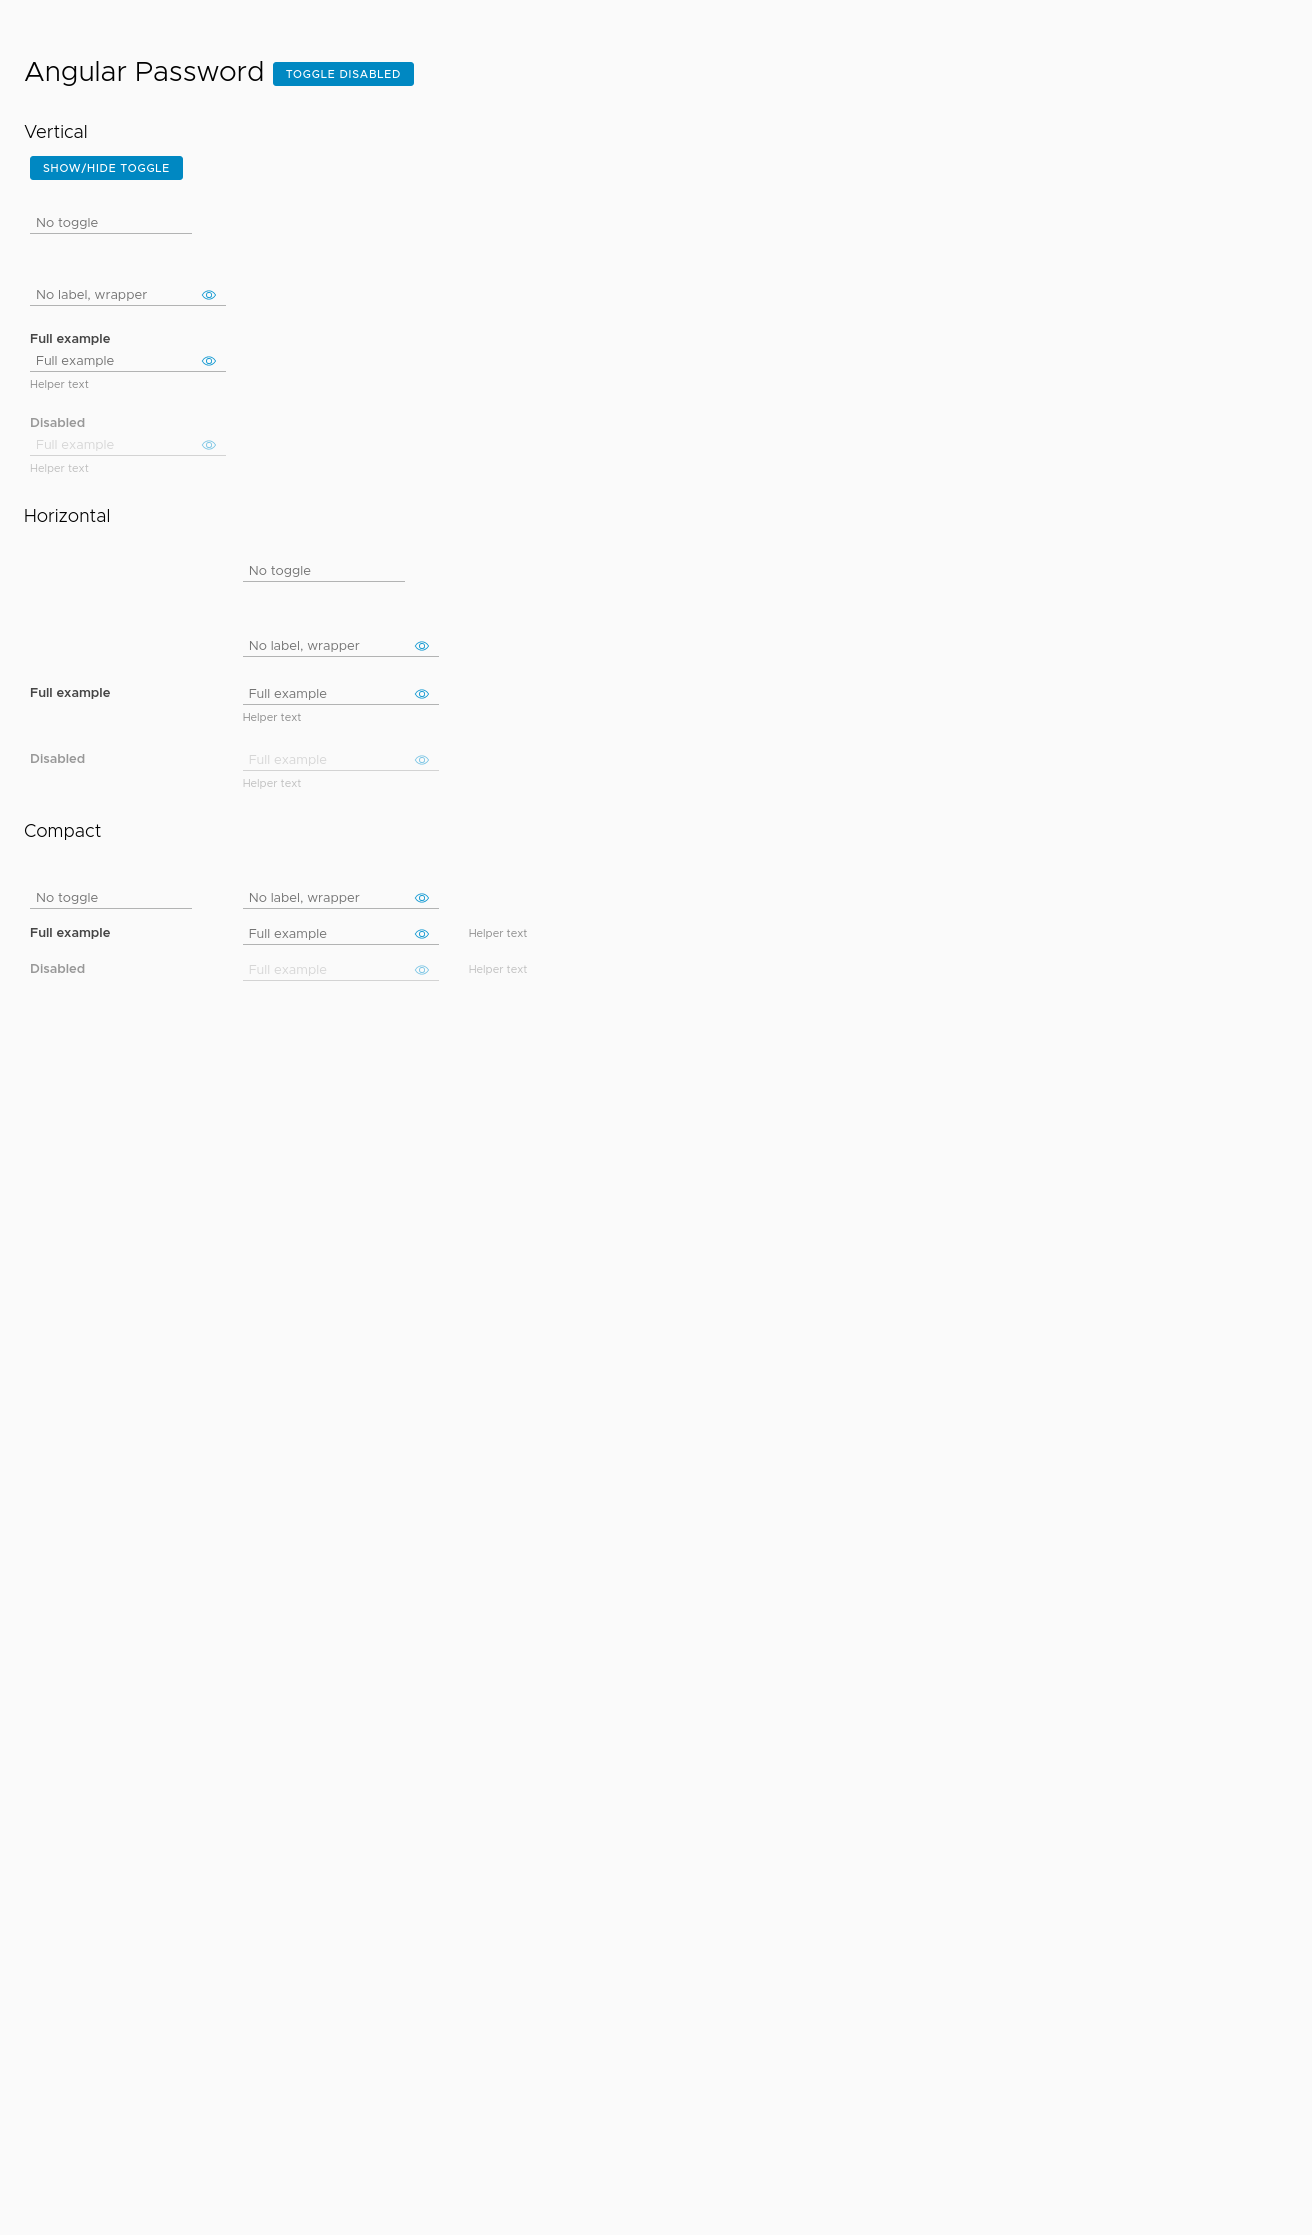 Angular Password TOGGLE DISABLED
Vertical
SHOW/HIDE TOGGLE
No toggle
No label, wrapper
Full example
Full example
Helper text
Disabled
Full example
Helper text
Horizontal
No toggle
No label, wrapper
Full example Full example
Helper text
Disabled Full example
Helper text
Compact
No toggle No label, wrapper
Full example Full example Helper text
Disabled Full example Helper text